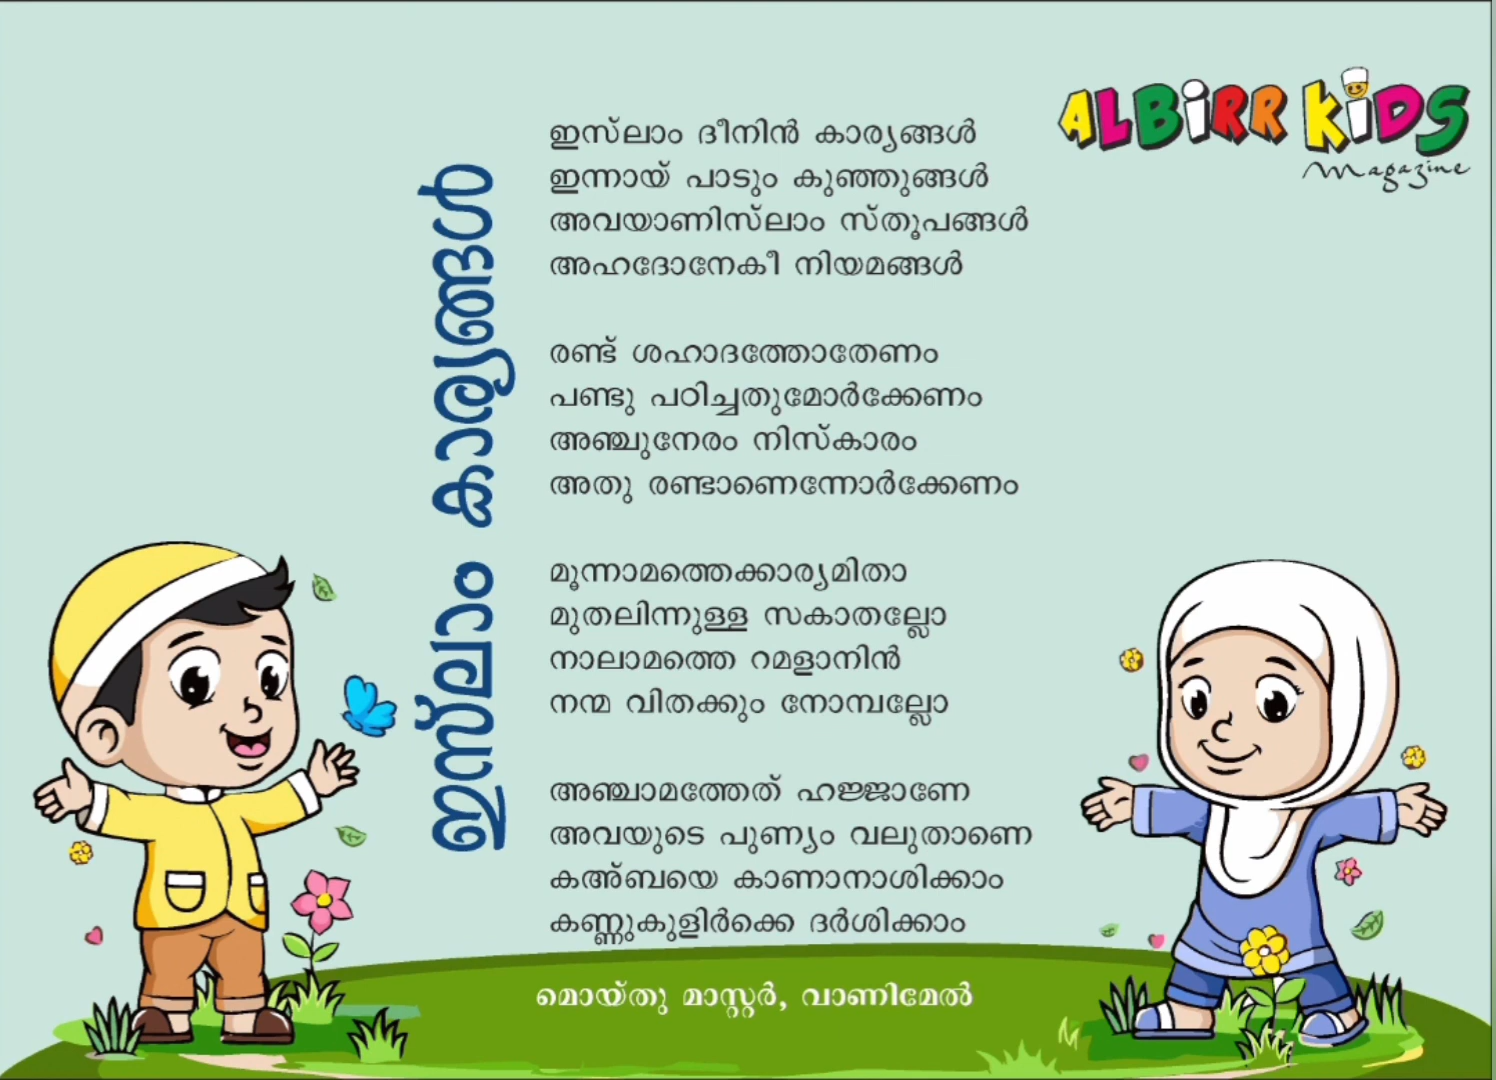 ALBIRR KIDS
Magazine
ഇസ്‌ലാം കാര്യങ്ങൾ
ഇസ്‌ലാം ദീനിൻ കാര്യങ്ങൾ
ഇന്നായ് പാടും കുഞ്ഞുങ്ങൾ
അവയാണിസ്‌ലാം സ്തൂപങ്ങൾ
അഹദോനേകീ നിയമങ്ങൾ
രണ്ട് ശഹാദത്തോതേണം
പണ്ടു പഠിച്ചതുമോർക്കേണം
അഞ്ചുനേരം നിസ്കാരം
അതു രണ്ടാണെന്നോർക്കേണം
മൂന്നാമത്തെക്കാര്യമിതാ
മുതലിന്നുള്ള സകാതല്ലോ
നാലാമത്തെ റമളാനിൻ
നന്മ വിതക്കും നോമ്പല്ലോ
അഞ്ചാമത്തേത് ഹജ്ജാണേ
അവയുടെ പുണ്യം വലുതാണെ
കഅ്ബയെ കാണാനാശിക്കാം
കണ്ണുകുളിർക്കെ ദർശിക്കാം
മൊയ്തു മാസ്റ്റർ, വാണിമേൽ